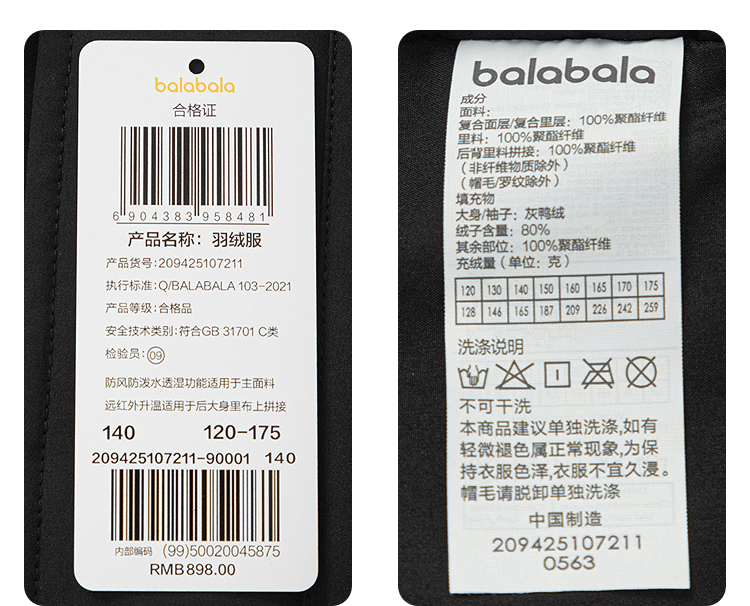 balabala
合格证
6 904383 958481
产品名称：羽绒服
产品货号:209425107211
执行标准:Q/BALABALA 103-2021
产品等级:合格品
安全技术类别:符合GB 31701 C类
检验员:09
防风防泼水透湿功能适用于主面料
远红外升温适用于后大身里布上拼接
140 120-175
209425107211-90001 140
内部编码 (99)50020045875
RMB898.00
balabala
成分
面料：
复合面层/复合里层：100%聚酯纤维
里料：100%聚酯纤维
后背里料拼接：100%聚酯纤维
（非纤维物质除外）
（帽毛/罗纹除外）
填充物
大身/袖子：灰鸭绒
绒子含量：80%
其余部位：100%聚酯纤维
充绒量（单位：克）
120 130 140 150 160 165 170 175
128 146 165 187 209 226 242 259
洗涤说明
不可干洗
本商品建议单独洗涤,如有
轻微褪色属正常现象,为保
持衣服色泽,衣服不宜久浸。
帽毛请脱卸单独洗涤
中国制造
209425107211
0563